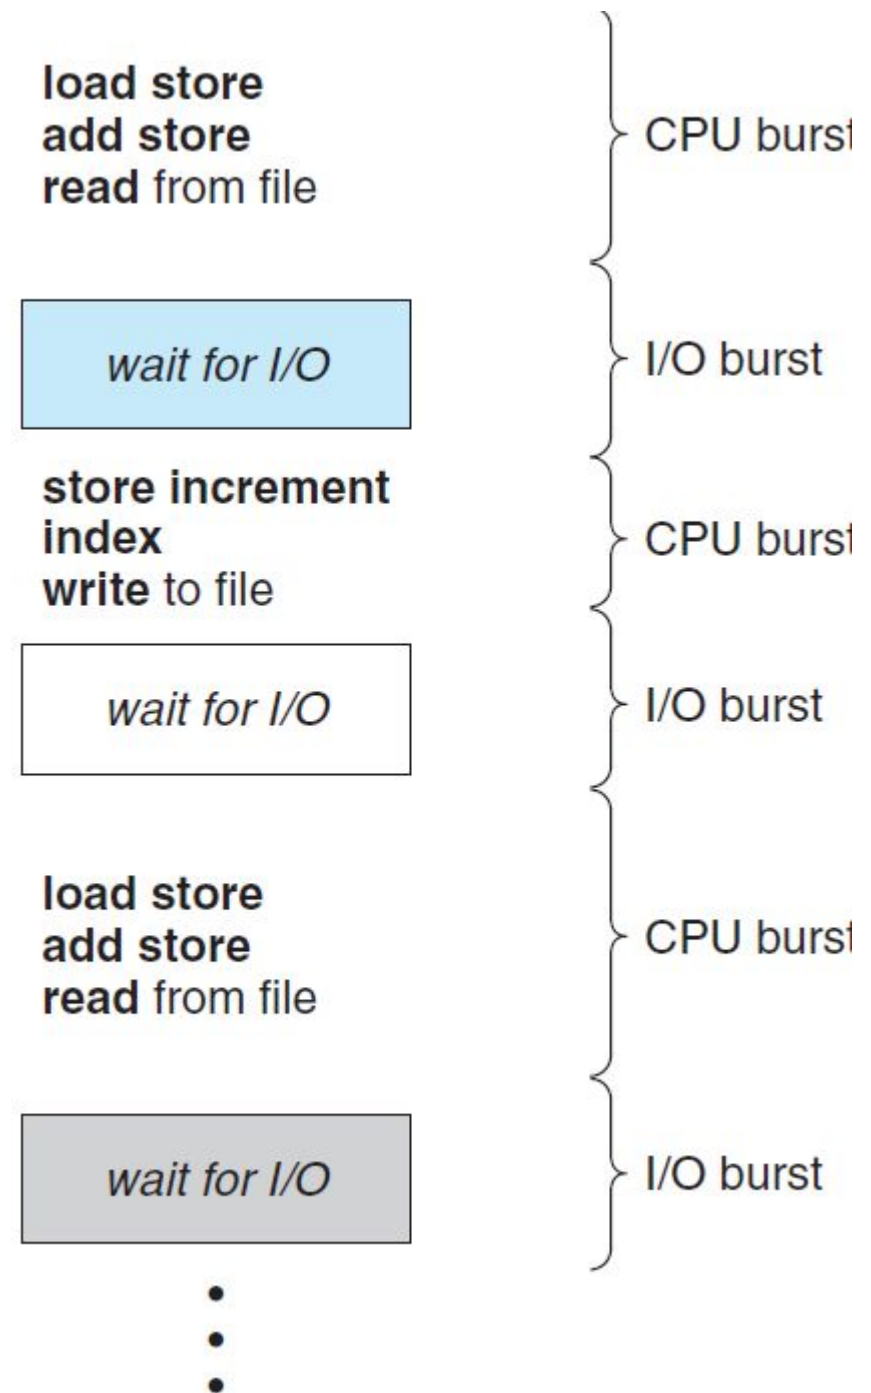 load store
add store
read from file
CPU burst
wait for I/O
I/O burst
store increment
index
write to file
CPU burst
wait for I/O
I/O burst
load store
add store
read from file
CPU burst
wait for I/O
I/O burst